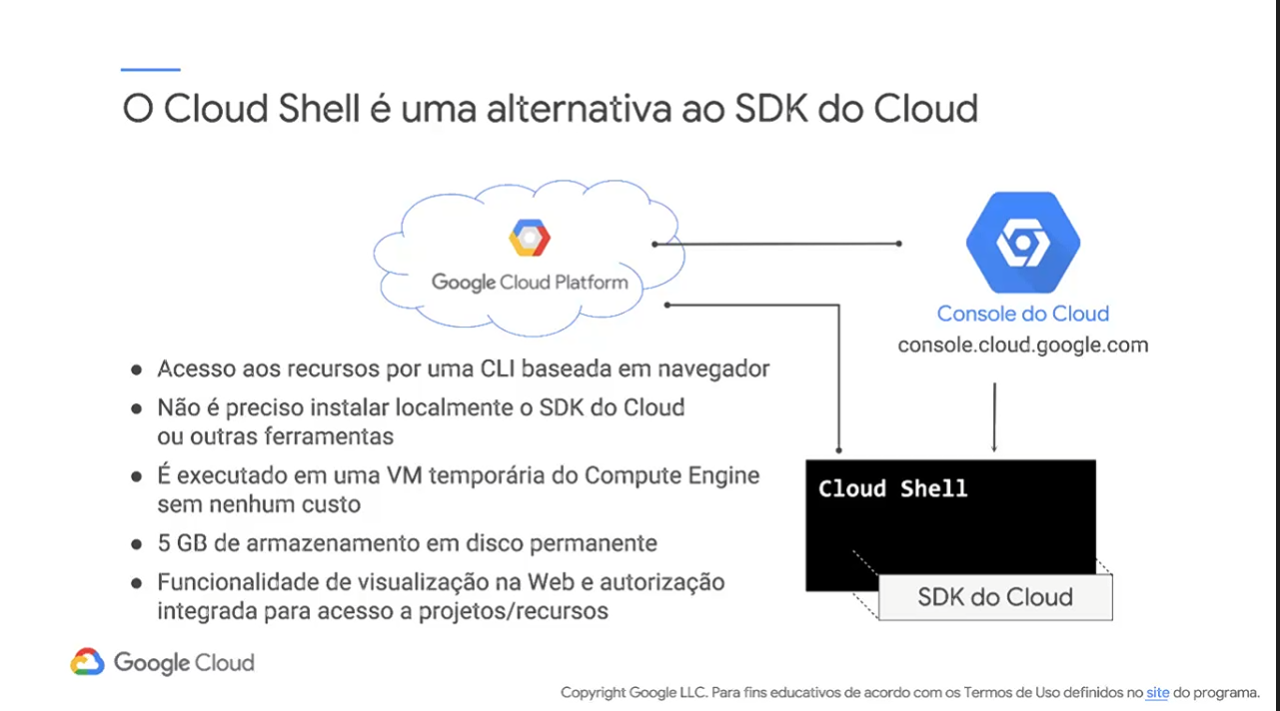 O Cloud Shell é uma alternativa ao SDK do Cloud
Google Cloud Platform
Console do Cloud
console.cloud.google.com
● Acesso aos recursos por uma CLI baseada em navegador
● Não é preciso instalar localmente o SDK do Cloud
ou outras ferramentas
● É executado em uma VM temporária do Compute Engine
sem nenhum custo
● 5 GB de armazenamento em disco permanente
● Funcionalidade de visualização na Web e autorização
integrada para acesso a projetos/recursos
Cloud Shell
SDK do Cloud
Google Cloud
Copyright Google LLC. Para fins educativos de acordo com os Termos de Uso definidos no site do programa.